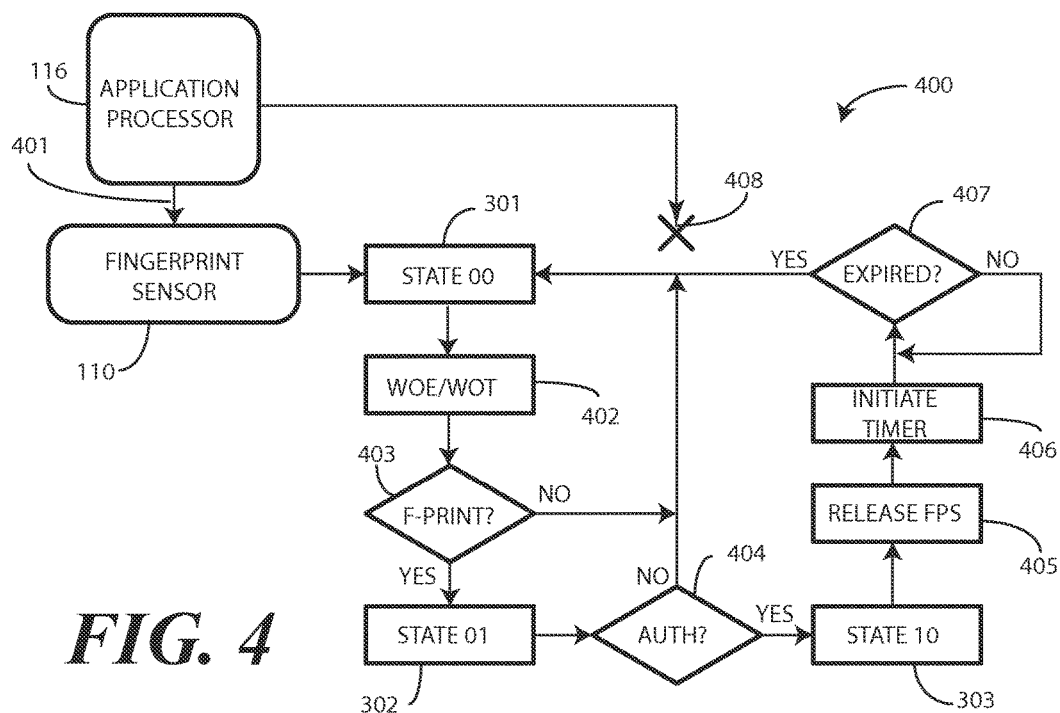 116
APPLICATION
PROCESSOR
400
401
408
301
407
FINGERPRINT
SENSOR
STATE 00
YES
EXPIRED?
NO
110
WOE/WOT
402
INITIATE
TIMER
406
403
F-PRINT?
NO
RELEASE FPS
405
YES
NO
404
FIG. 4
STATE 01
AUTH?
YES
STATE 10
302
303